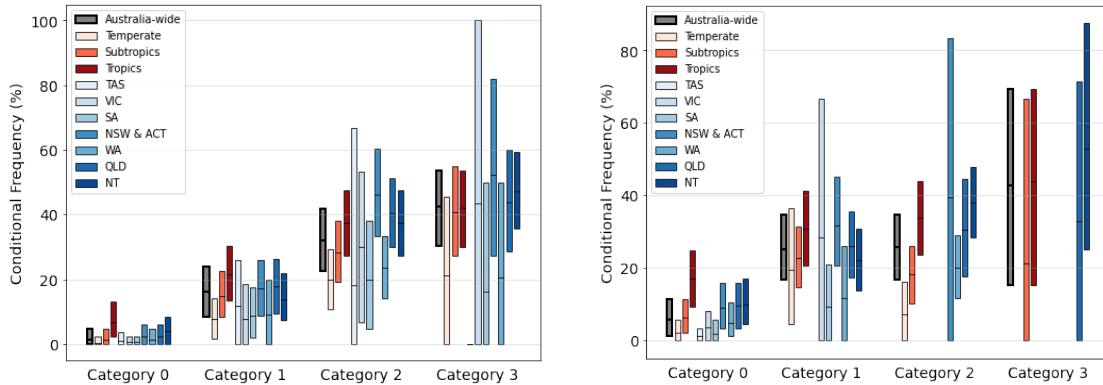 Conditional Frequency (%)
100
80
60
40
20
0
Australia-wide
Temperate
Subtropics
Tropics
TAS
VIC
SA
NSW & ACT
WA
QLD
NT
Category 0 Category 1 Category 2 Category 3
Conditional Frequency (%)
80
60
40
20
0
Australia-wide
Temperate
Subtropics
Tropics
TAS
VIC
SA
NSW & ACT
WA
QLD
NT
Category 0 Category 1 Category 2 Category 3